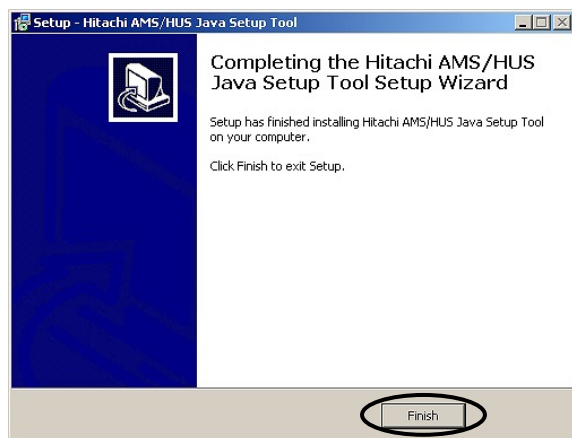 Setup - Hitachi AMS/HUS Java Setup Tool
Completing the Hitachi AMS/HUS
Java Setup Tool Setup Wizard
Setup has finished installing Hitachi AMS/HUS Java Setup Tool
on your computer.
Click Finish to exit Setup.
Finish